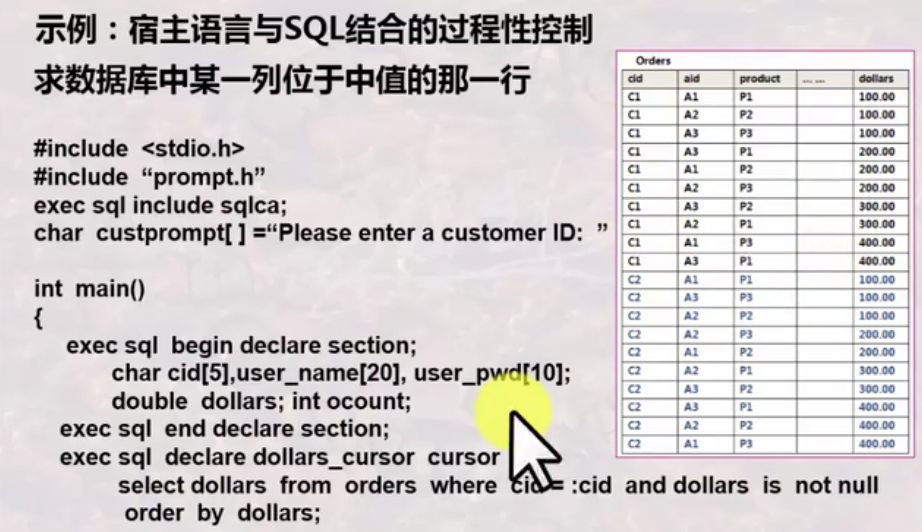 示例：宿主语言与SQL结合的过程性控制
求数据库中某一列位于中值的那一行
#include <stdio.h>
#include “prompt.h”
exec sql include sqlca;
char custprompt[ ] =“Please enter a customer ID: ”
int main()
{
exec sql begin declare section;
char cid[5],user_name[20], user_pwd[10];
double dollars; int ocount;
exec sql end declare section;
exec sql declare dollars_cursor cursor
select dollars from orders where cid = :cid and dollars is not null
order by dollars;
Orders
cid aid product ... ... dollars
C1 A1 P1 100.00
C1 A2 P2 100.00
C1 A3 P3 100.00
C1 A3 P1 200.00
C1 A1 P2 200.00
C1 A2 P3 200.00
C1 A3 P2 300.00
C1 A2 P1 300.00
C1 A1 P3 400.00
C1 A3 P1 400.00
C2 A1 P1 100.00
C2 A3 P3 100.00
C2 A2 P2 100.00
C2 A2 P3 200.00
C2 A1 P2 200.00
C2 A2 P1 300.00
C2 A3 P2 300.00
C2 A3 P1 400.00
C2 A2 P2 400.00
C2 A1 P3 400.00